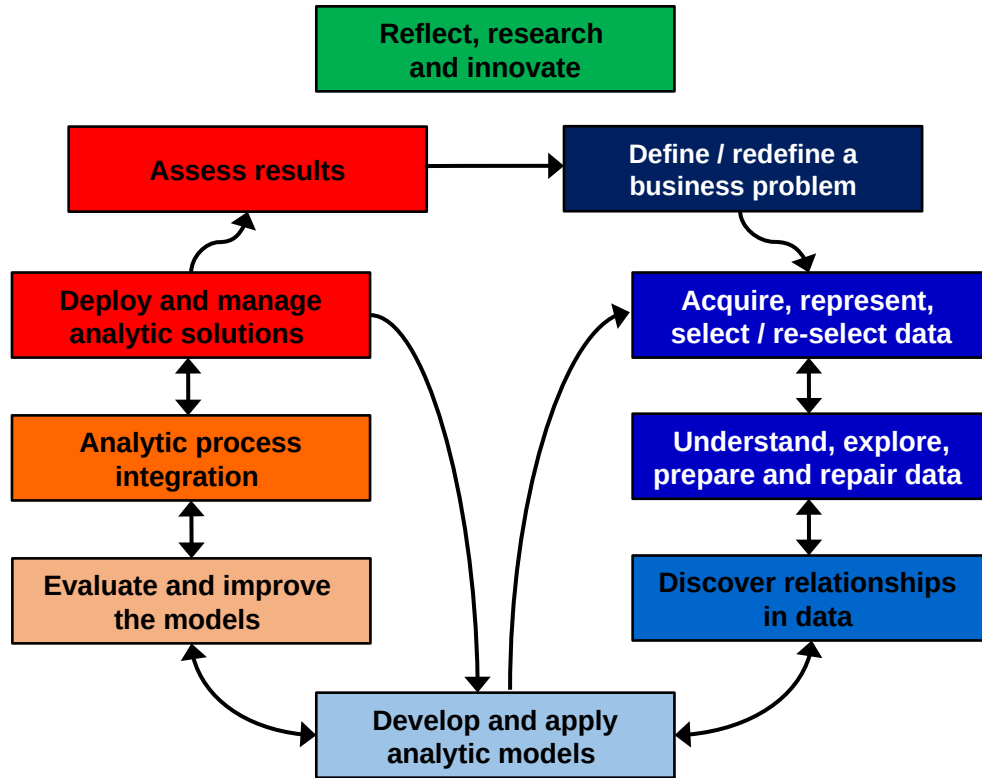 Reflect, research
and innovate
Assess results
Define / redefine a
business problem
Deploy and manage
analytic solutions
Acquire, represent,
select / re-select data
Analytic process
integration
Understand, explore,
prepare and repair data
Evaluate and improve
the models
Discover relationships
in data
Develop and apply
analytic models